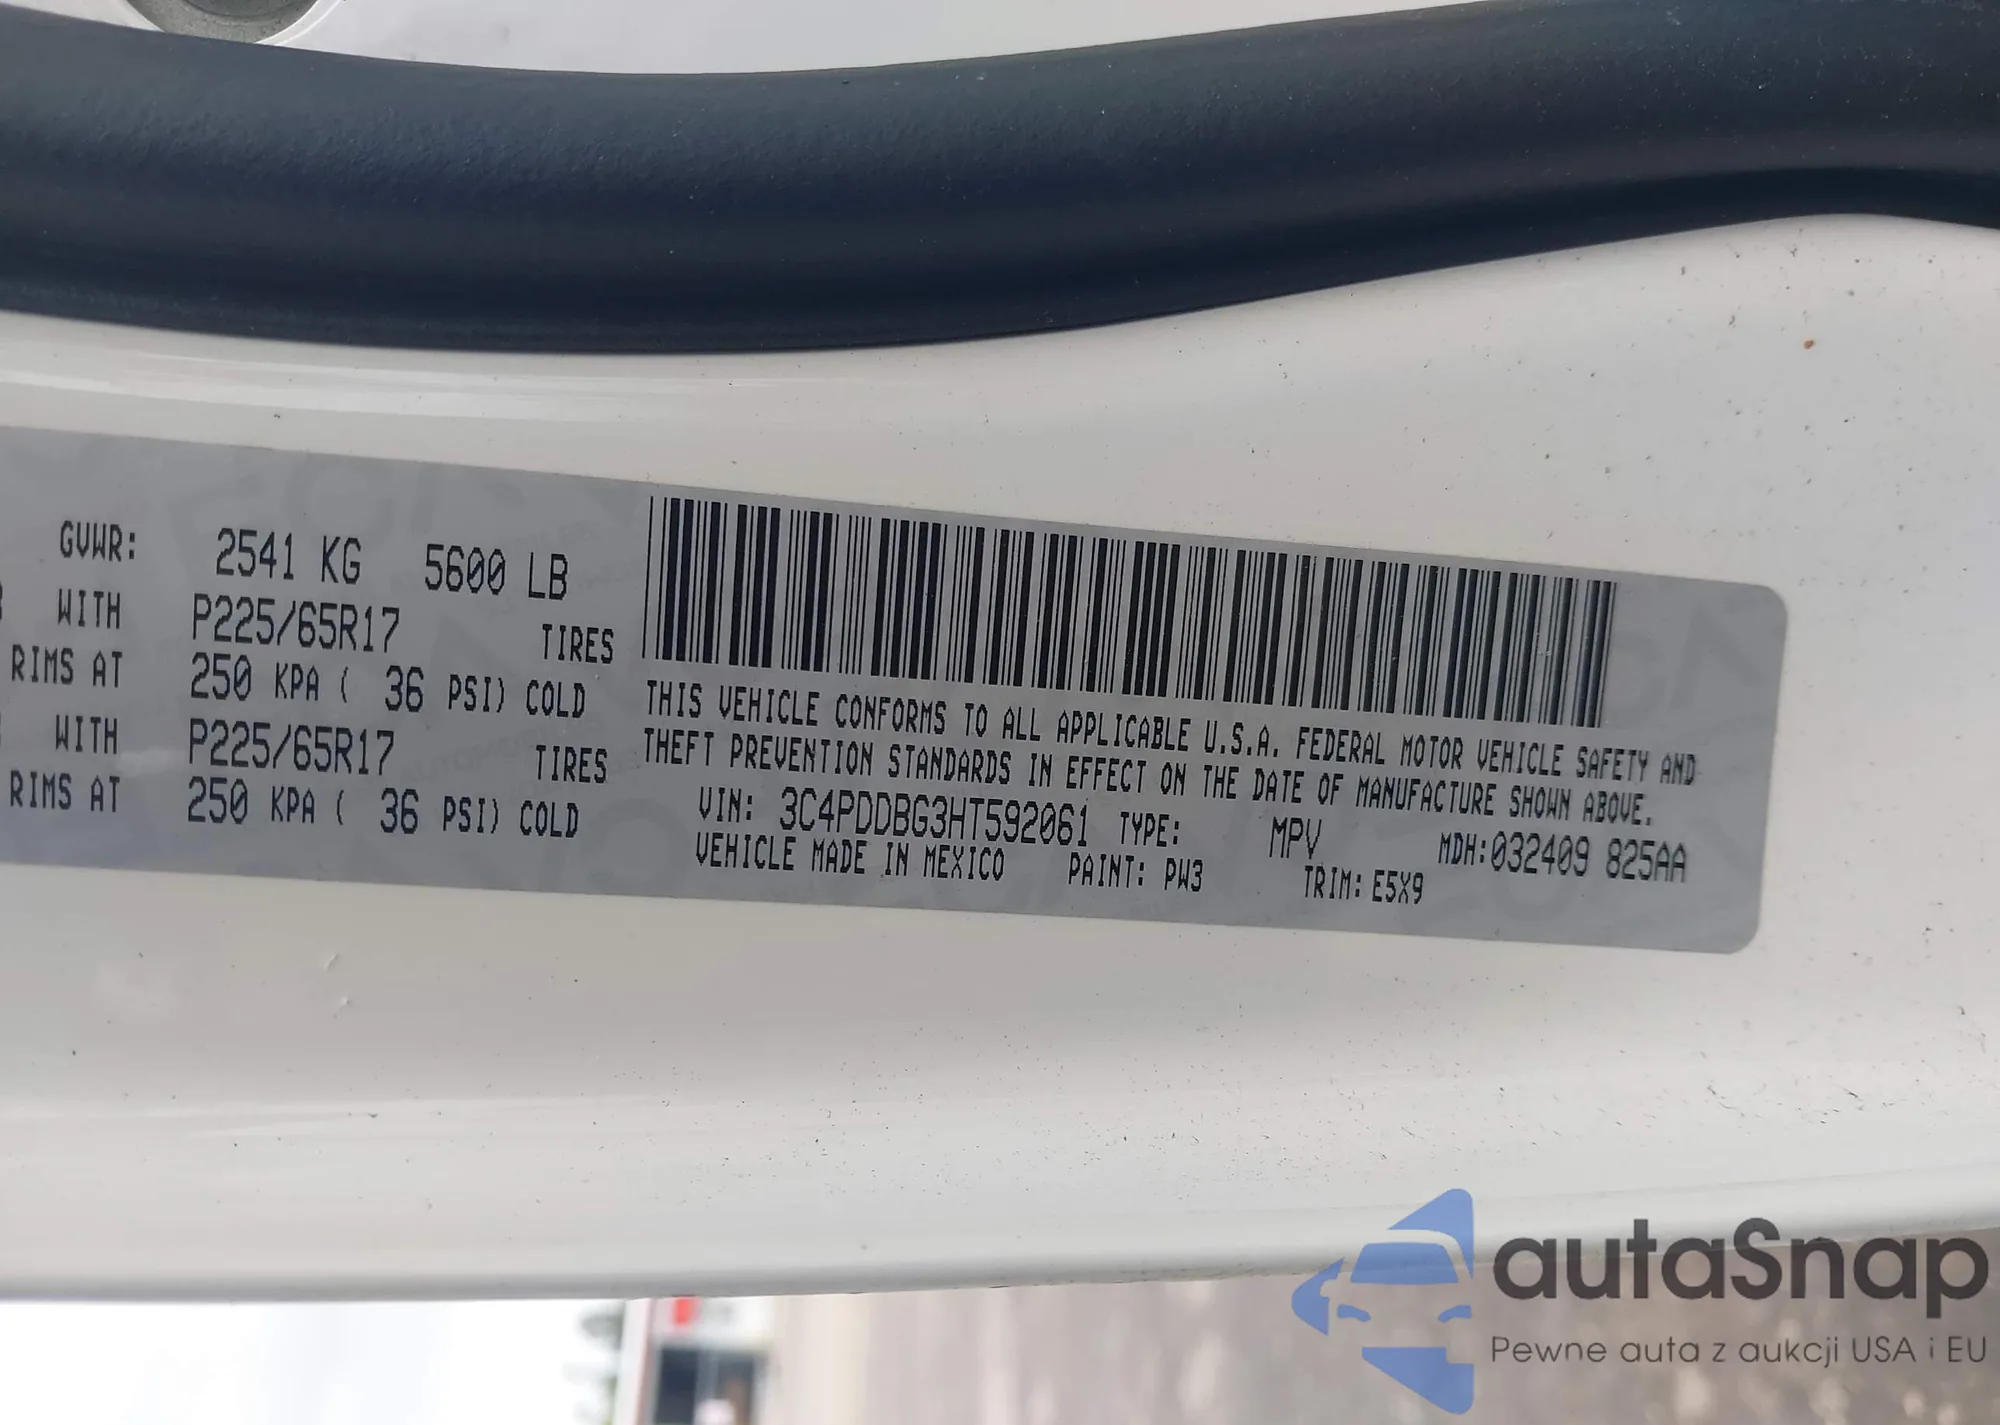 GVWR: 2541 KG 5600 LB
WITH P225/65R17 TIRES
RIMS AT 250 KPA ( 36 PSI) COLD
WITH P225/65R17 TIRES
RIMS AT 250 KPA ( 36 PSI) COLD
THIS VEHICLE CONFORMS TO ALL APPLICABLE U.S.A. FEDERAL MOTOR VEHICLE SAFETY AND
THEFT PREVENTION STANDARDS IN EFFECT ON THE DATE OF MANUFACTURE SHOWN ABOVE.
VIN: 3C4PDDBG3HT592061 TYPE: MPV MDH:032409 825AA
VEHICLE MADE IN MEXICO PAINT: PW3 TRIM: E5X9
autaSnap
Pewne auta z aukcji USA i EU